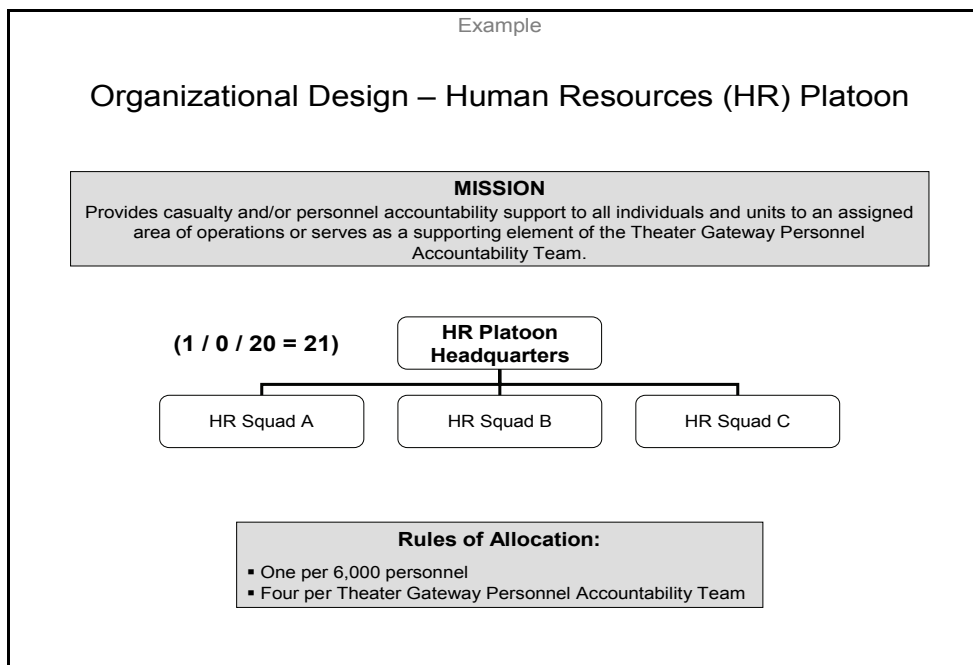 Example
Organizational Design – Human Resources (HR) Platoon
MISSION
Provides casualty and/or personnel accountability support to all individuals and units to an assigned
area of operations or serves as a supporting element of the Theater Gateway Personnel
Accountability Team.
(1 / 0 / 20 = 21)
HR Platoon
Headquarters
HR Squad A
HR Squad B
HR Squad C
Rules of Allocation:
▪ One per 6,000 personnel
▪ Four per Theater Gateway Personnel Accountability Team